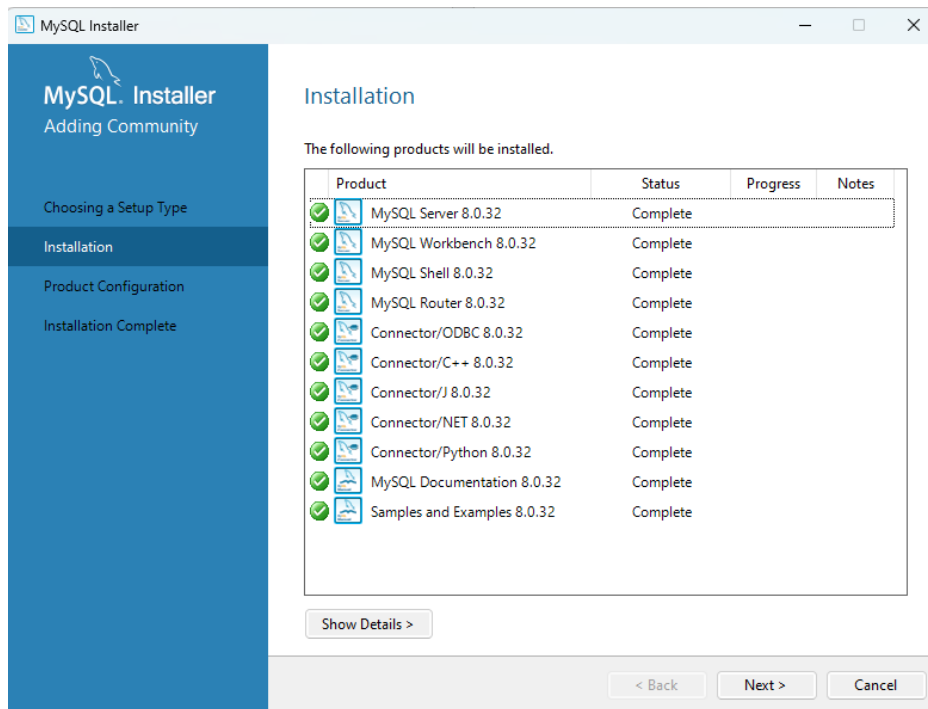 MySQL Installer
MySQL. Installer
Adding Community
Choosing a Setup Type
Installation
Product Configuration
Installation Complete
Installation
The following products will be installed.
Product Status Progress Notes
MySQL Server 8.0.32 Complete
MySQL Workbench 8.0.32 Complete
MySQL Shell 8.0.32 Complete
MySQL Router 8.0.32 Complete
Connector/ODBC 8.0.32 Complete
Connector/C++ 8.0.32 Complete
Connector/J 8.0.32 Complete
Connector/NET 8.0.32 Complete
Connector/Python 8.0.32 Complete
MySQL Documentation 8.0.32 Complete
Samples and Examples 8.0.32 Complete
Show Details >
< Back Next > Cancel